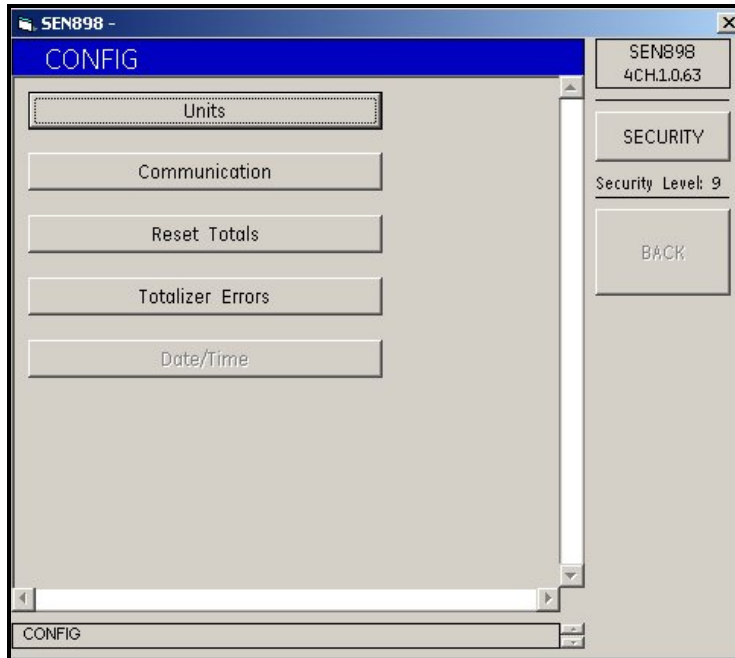 SEN898 -
CONFIG
SEN898
4CH.1.0.63
Units
SECURITY
Communication
Security Level: 9
Reset Totals
BACK
Totalizer Errors
Date/Time
CONFIG